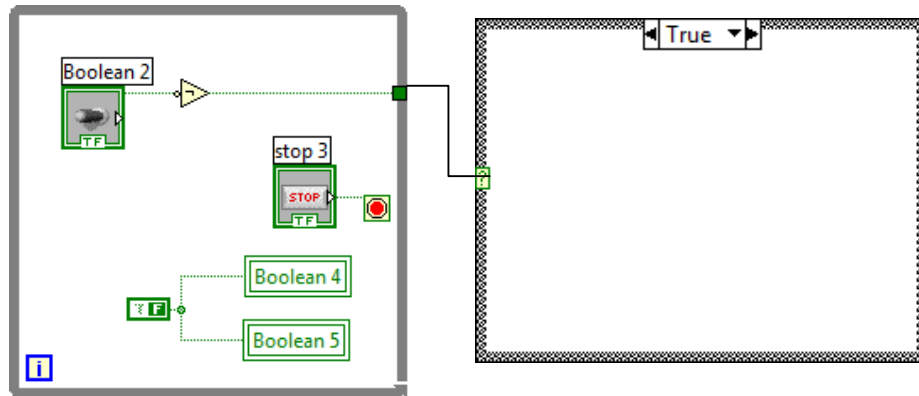 True
Boolean 2
TF
stop 3
STOP
TF
Boolean 4
F
Boolean 5
i
?